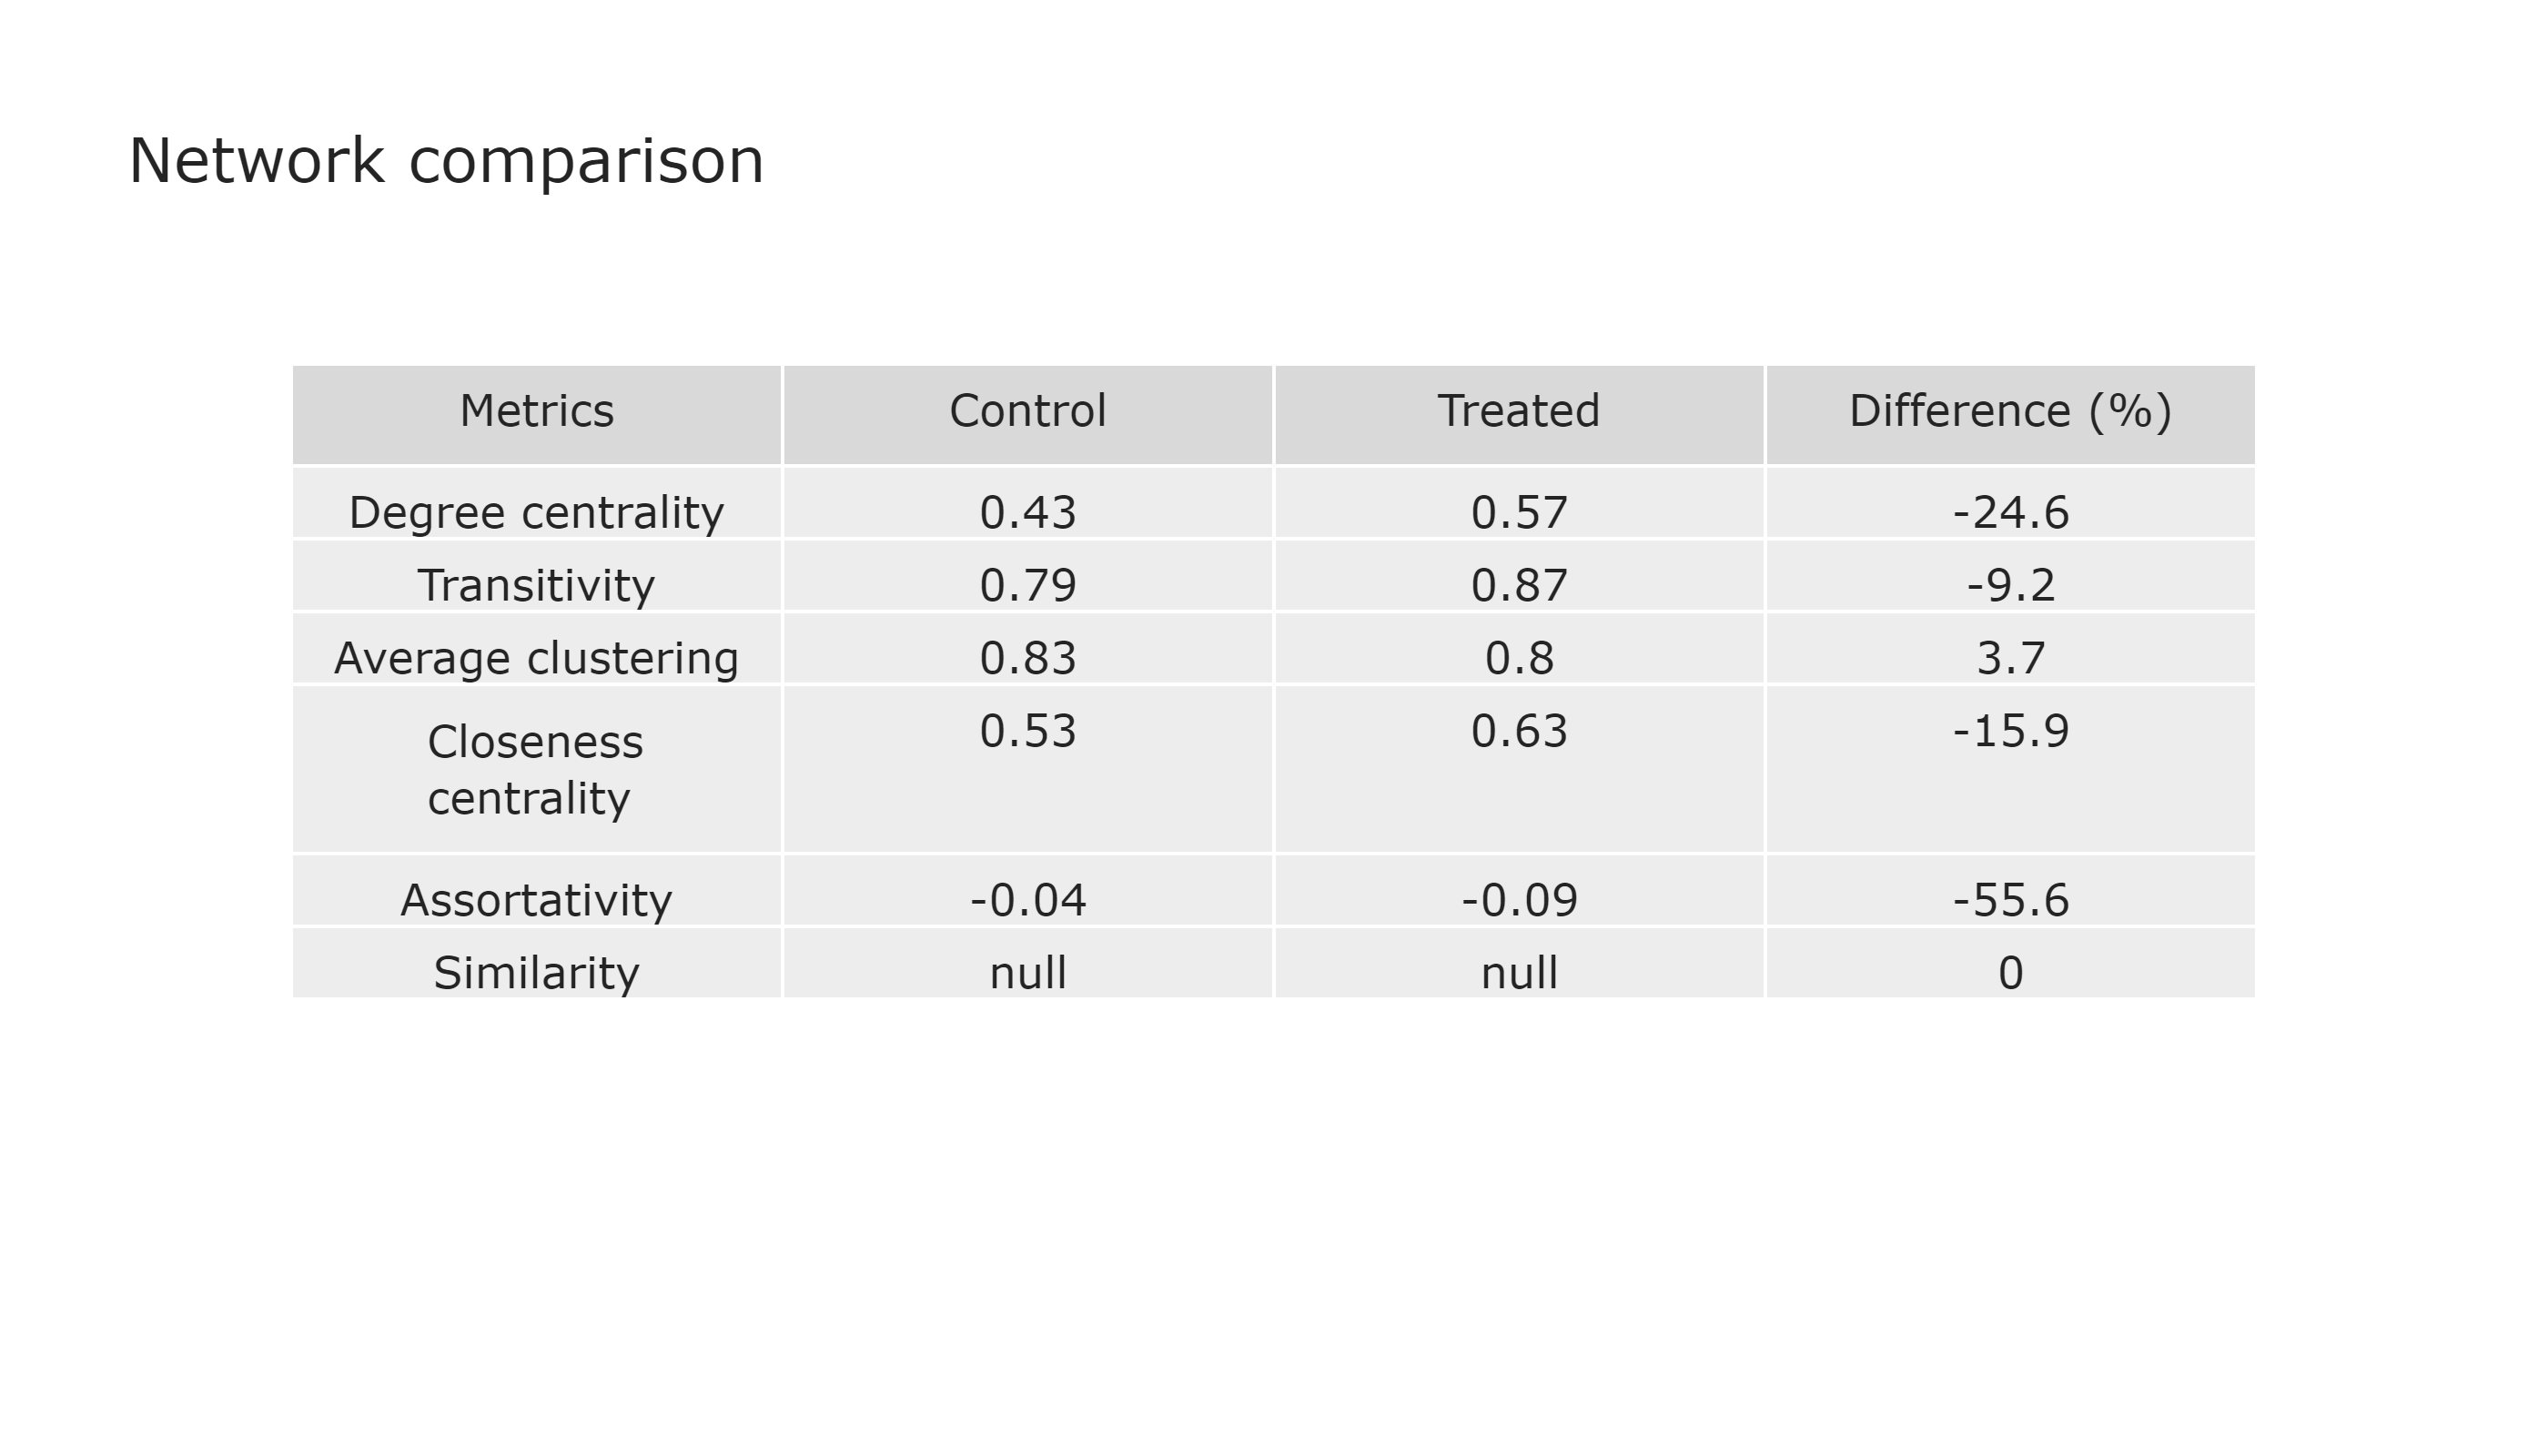 Network comparison
Metrics Control Treated Difference (%)
Degree centrality 0.43 0.57 -24.6
Transitivity 0.79 0.87 -9.2
Average clustering 0.83 0.8 3.7
Closeness 0.53 0.63 -15.9
centrality
Assortativity -0.04 -0.09 -55.6
Similarity null null 0